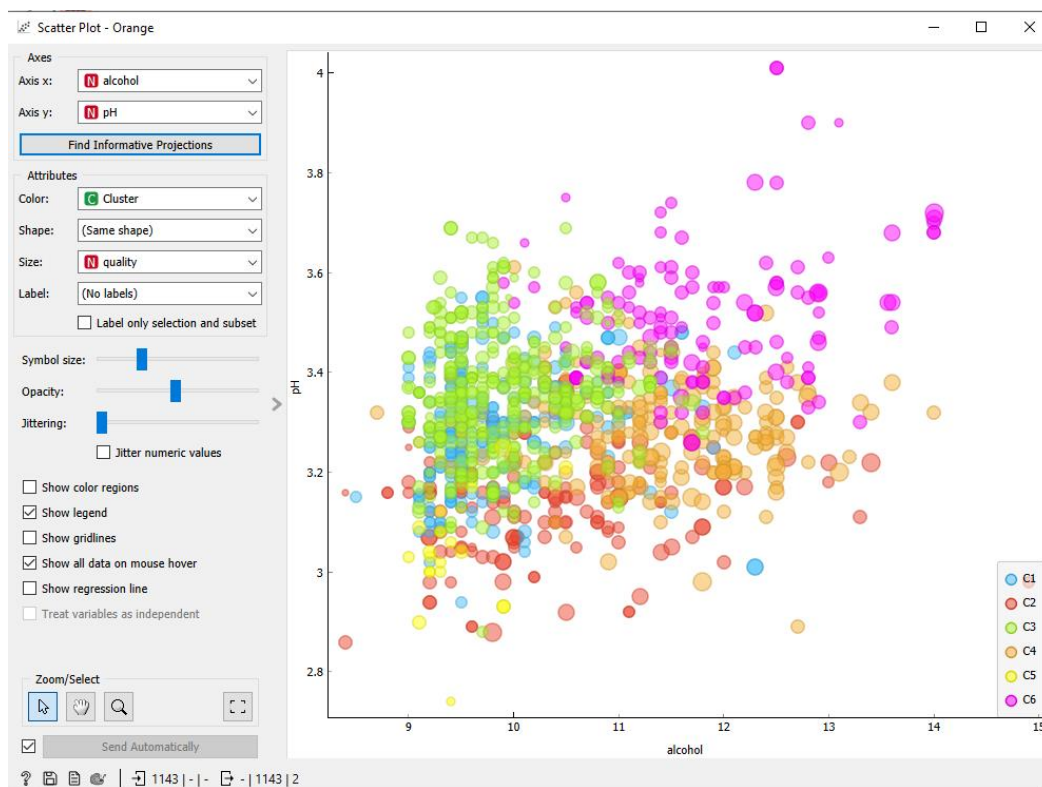 Scatter Plot - Orange
Axes
Axis x: N alcohol
Axis y: N pH
Find Informative Projections
Attributes
Color: C Cluster
Shape: (Same shape)
Size: N quality
Label: (No labels)
Label only selection and subset
Symbol size:
Opacity:
Jittering:
Jitter numeric values
Show color regions
Show legend
Show gridlines
Show all data on mouse hover
Show regression line
Treat variables as independent
Zoom/Select
Send Automatically
? 1143 | - | - - | 1143 | 2
4
3.8
3.6
3.4
3.2
3
2.8
pH
9 10 11 12 13 14 15
alcohol
C1
C2
C3
C4
C5
C6